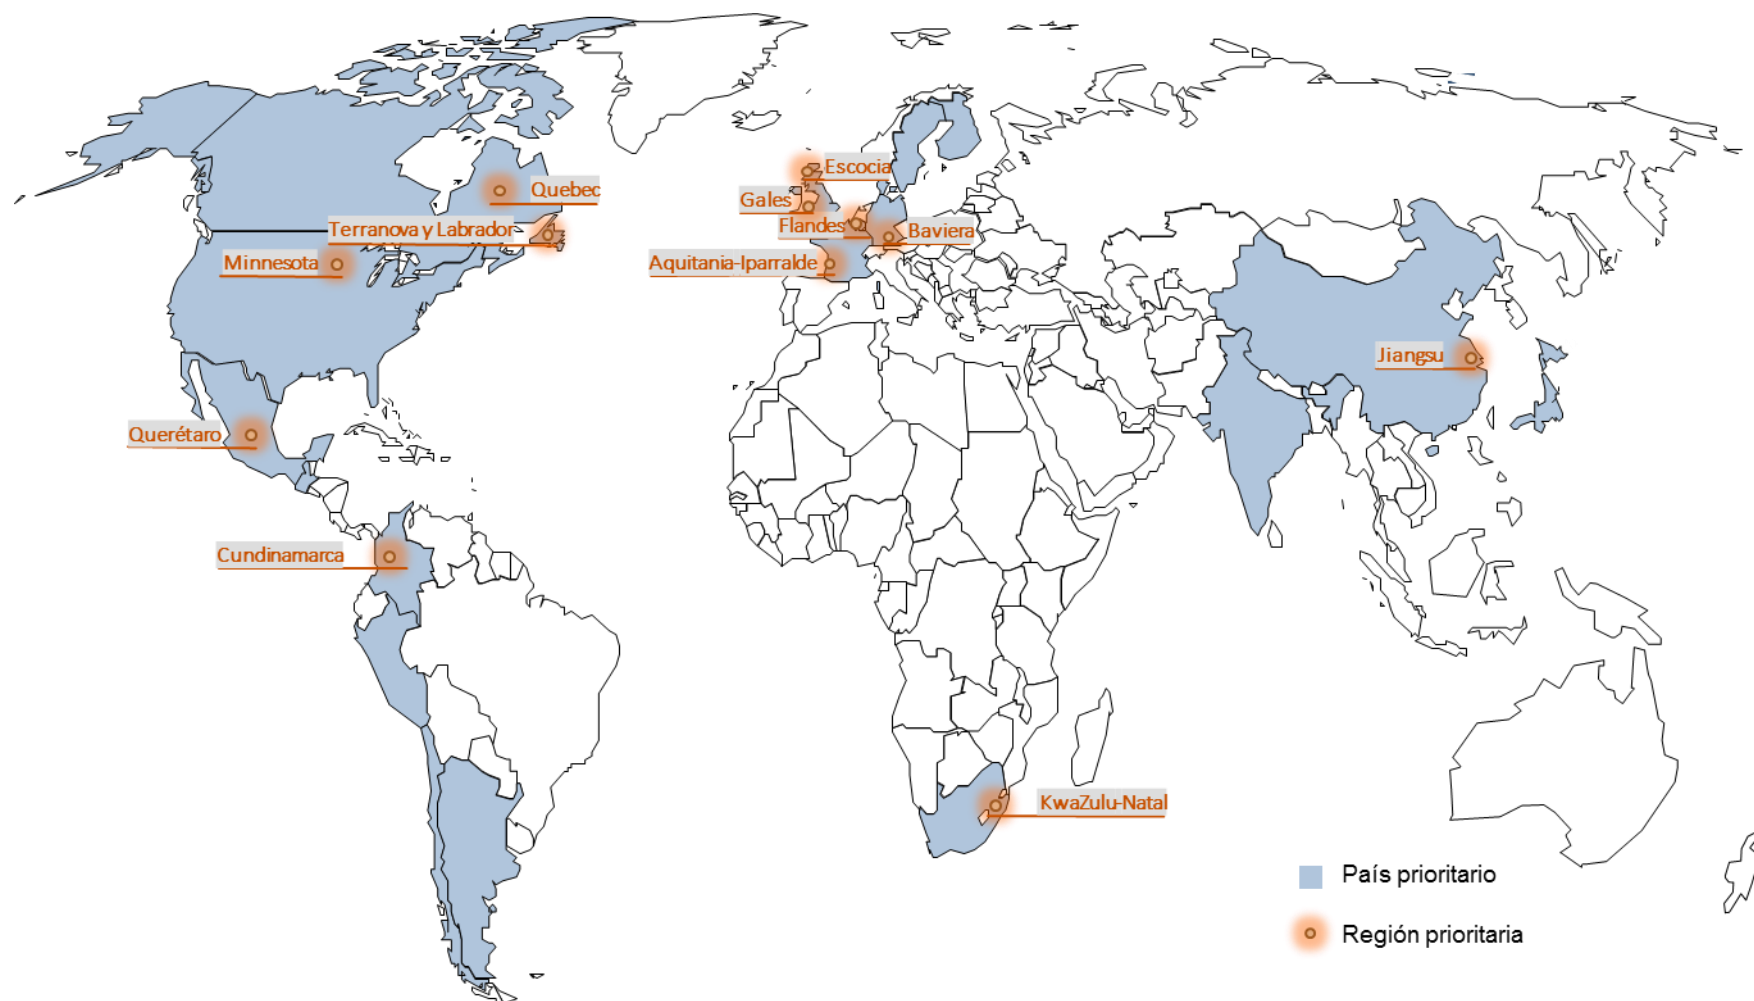 Escocia
Quebec
Gales
Terranova y Labrador
Flandes
Baviera
Minnesota
Aquitania-Iparralde
Jiangsu
Querétaro
Cundinamarca
KwaZulu-Natal
País prioritario
Región prioritaria